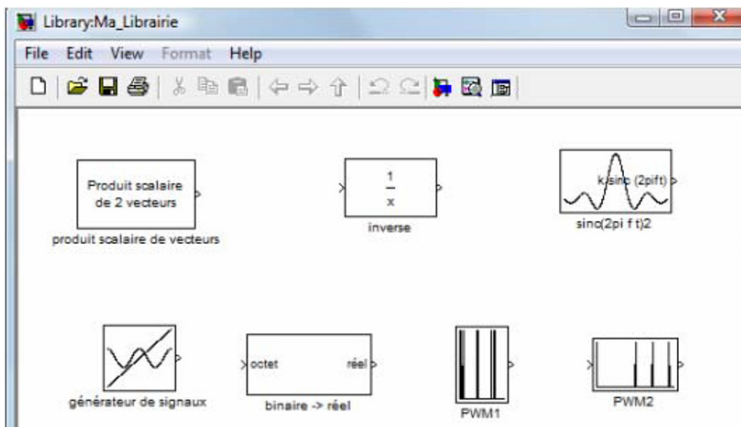 Library:Ma_Librairie
File Edit View Format Help
Produit scalaire
de 2 vecteurs
produit scalaire de vecteurs
1
x
inverse
k sinc (2pift)
sinc(2pi f t)2
générateur de signaux
octet réel
binaire -> réel
PWM1
PWM2